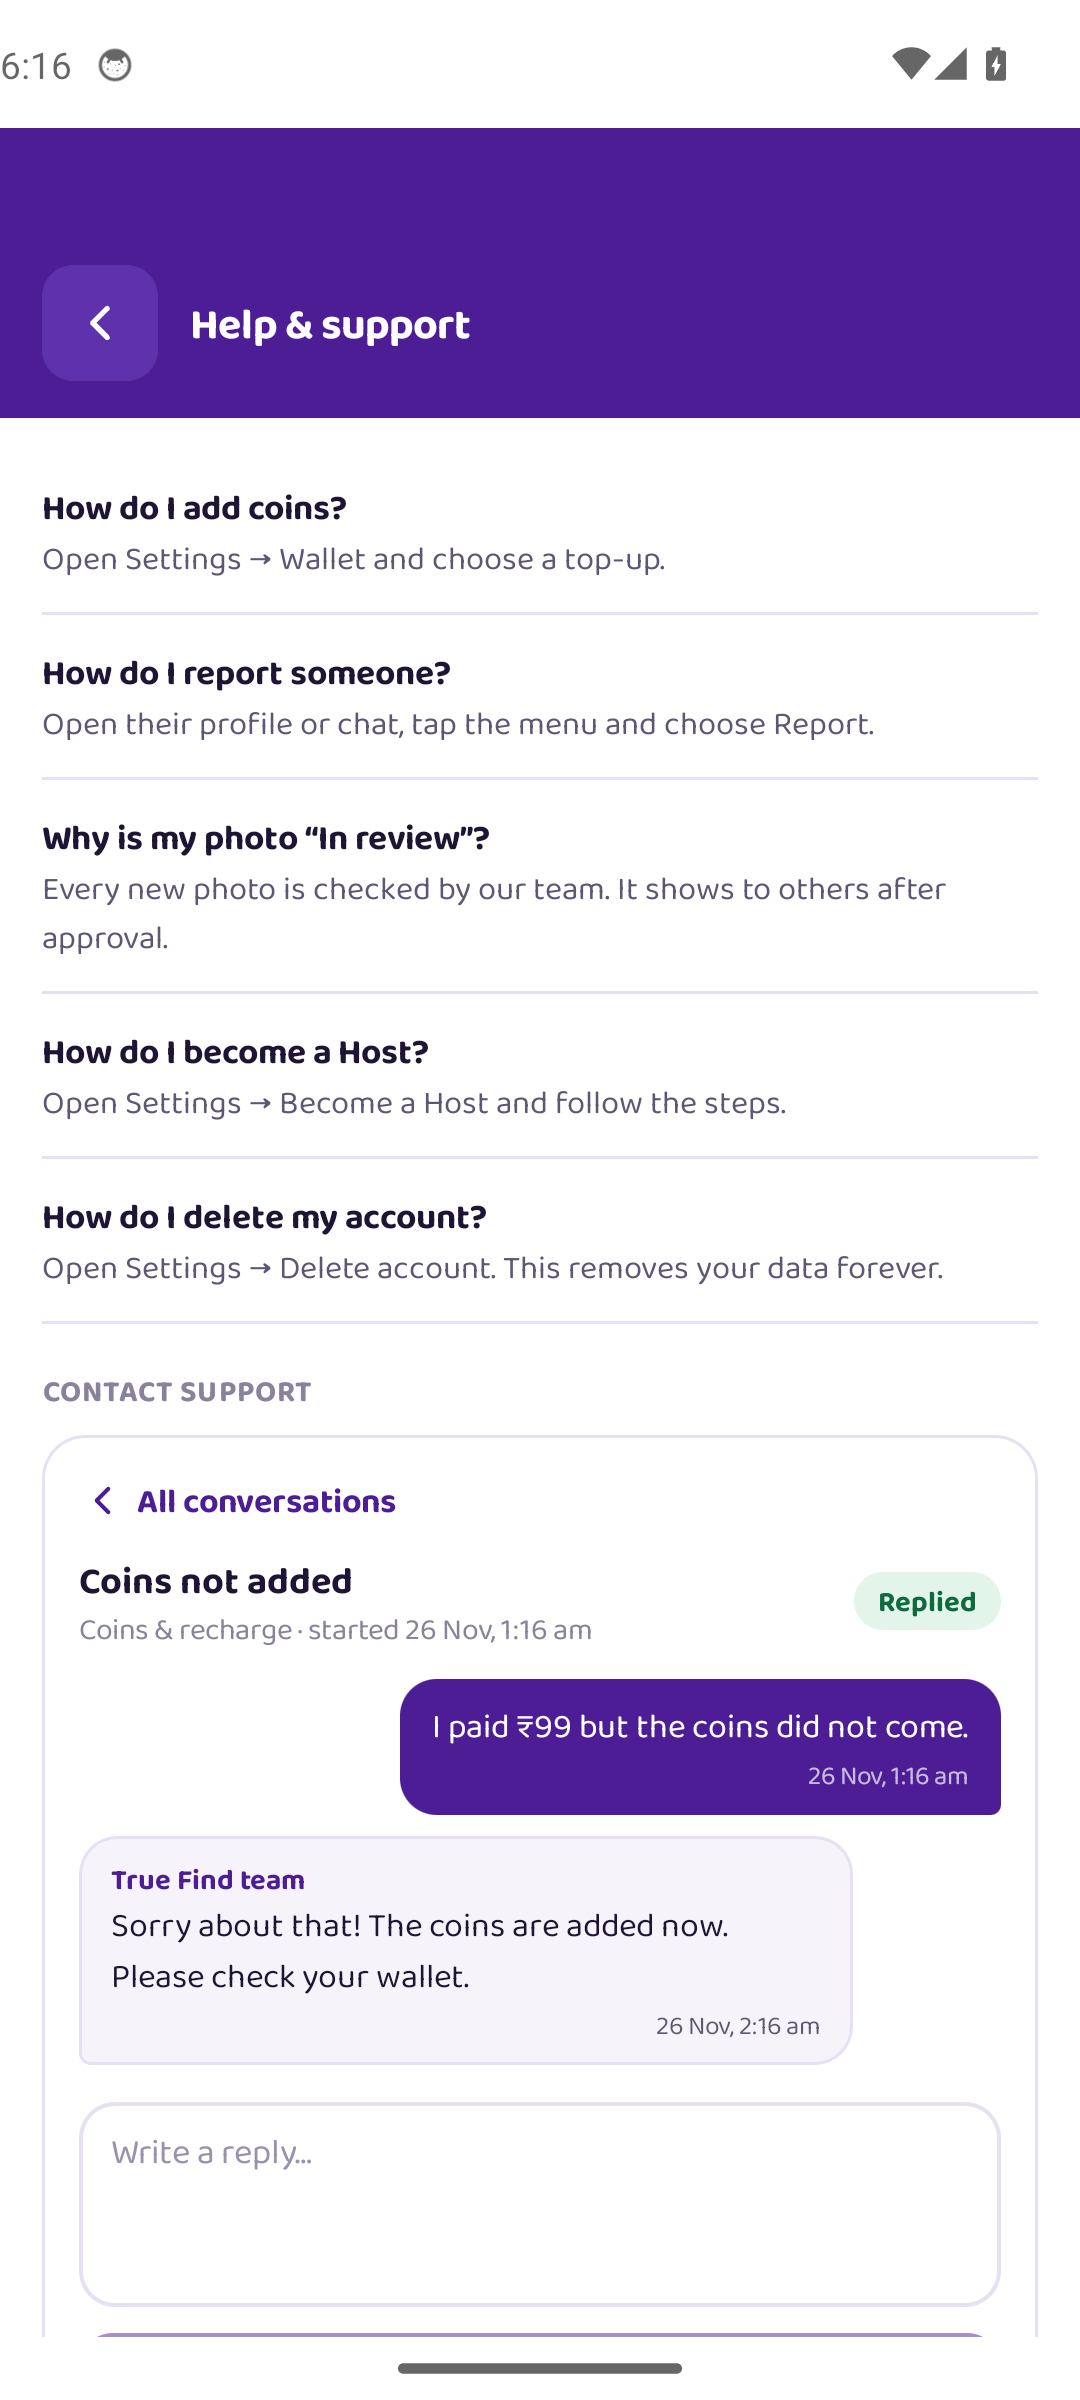 6:16
Help & support
How do I add coins?
Open Settings → Wallet and choose a top-up.
How do I report someone?
Open their profile or chat, tap the menu and choose Report.
Why is my photo “In review”?
Every new photo is checked by our team. It shows to others after
approval.
How do I become a Host?
Open Settings → Become a Host and follow the steps.
How do I delete my account?
Open Settings → Delete account. This removes your data forever.
CONTACT SUPPORT
All conversations
Coins not added
Replied
Coins & recharge · started 26 Nov, 1:16 am
I paid ₹99 but the coins did not come.
26 Nov, 1:16 am
True Find team
Sorry about that! The coins are added now.
Please check your wallet.
26 Nov, 2:16 am
Write a reply...